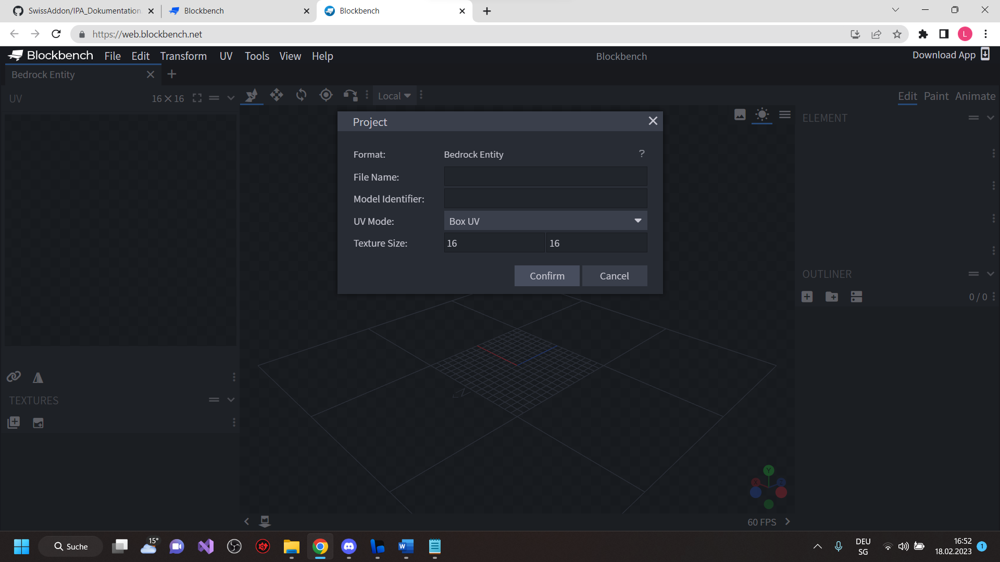 SwissAddon/IPA_Dokumentation
Blockbench
Blockbench
https://web.blockbench.net
L
Blockbench
File
Edit
Transform
UV
Tools
View
Help
Blockbench
Download App
Bedrock Entity
UV
16 × 16
Local
Edit
Paint
Animate
Project
ELEMENT
Format:
Bedrock Entity
?
File Name:
Model Identifier:
UV Mode:
Box UV
Texture Size:
16
16
Confirm
Cancel
OUTLINER
0 / 0
TEXTURES
Y
X
Z
60 FPS
Suche
15°
DEU
SG
16:52
18.02.2023
1